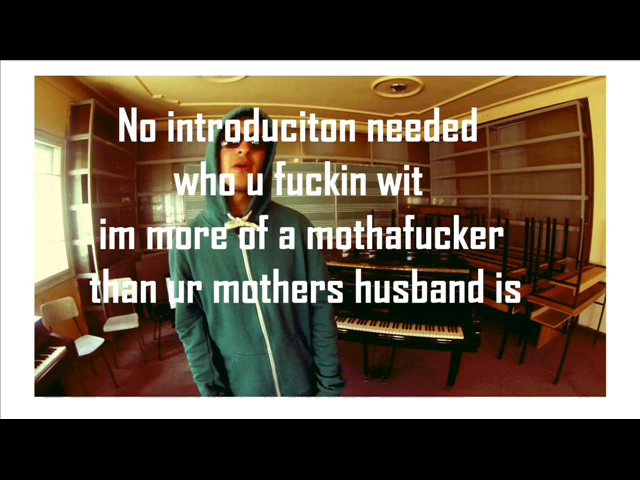 No introduciton needed
who u fuckin wit
im more of a mothafucker
than ur mothers husband is